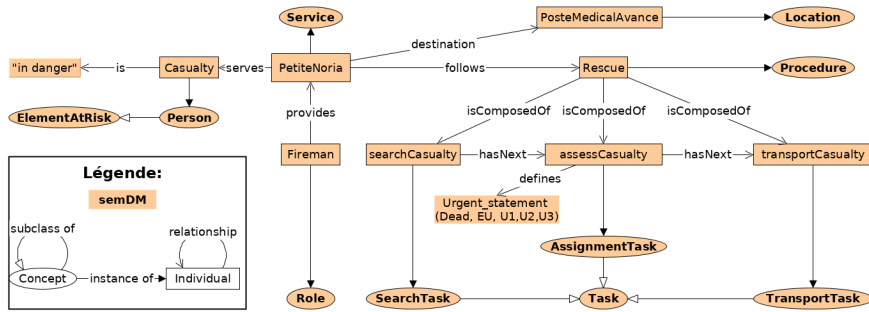 Service
PosteMedicalAvance
Location
destination
"in danger"
is
Casualty
serves
PetiteNoria
follows
Rescue
Procedure
isComposedOf
isComposedOf
isComposedOf
ElementAtRisk
Person
provides
Fireman
searchCasualty
hasNext
assessCasualty
hasNext
transportCasualty
defines
Urgent_statement
(Dead, EU, U1,U2,U3)
Légende:
semDM
subclass of
relationship
Concept
instance of
Individual
AssignmentTask
Role
SearchTask
Task
TransportTask